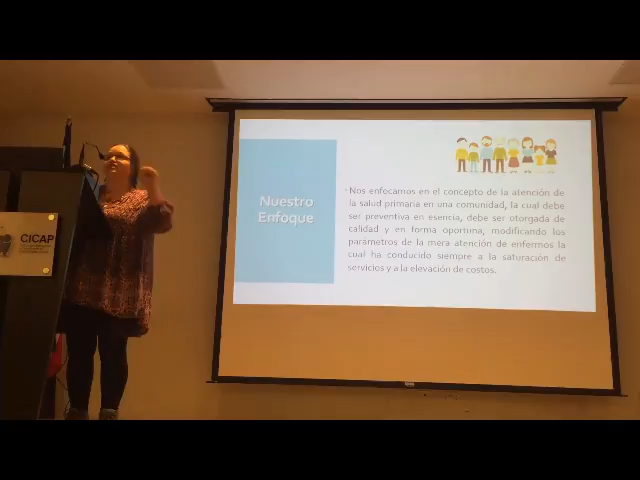 CICAP
Nuestro
Enfoque
Nos enfocamos en el concepto de la atención de
la salud primaria en una comunidad, la cual debe
ser preventiva en esencia, debe ser otorgada de
calidad y en forma oportuna, modificando los
parámetros de la mera atención de enfermos la
cual ha conducido siempre a la saturación de
servicios y a la elevación de costos.